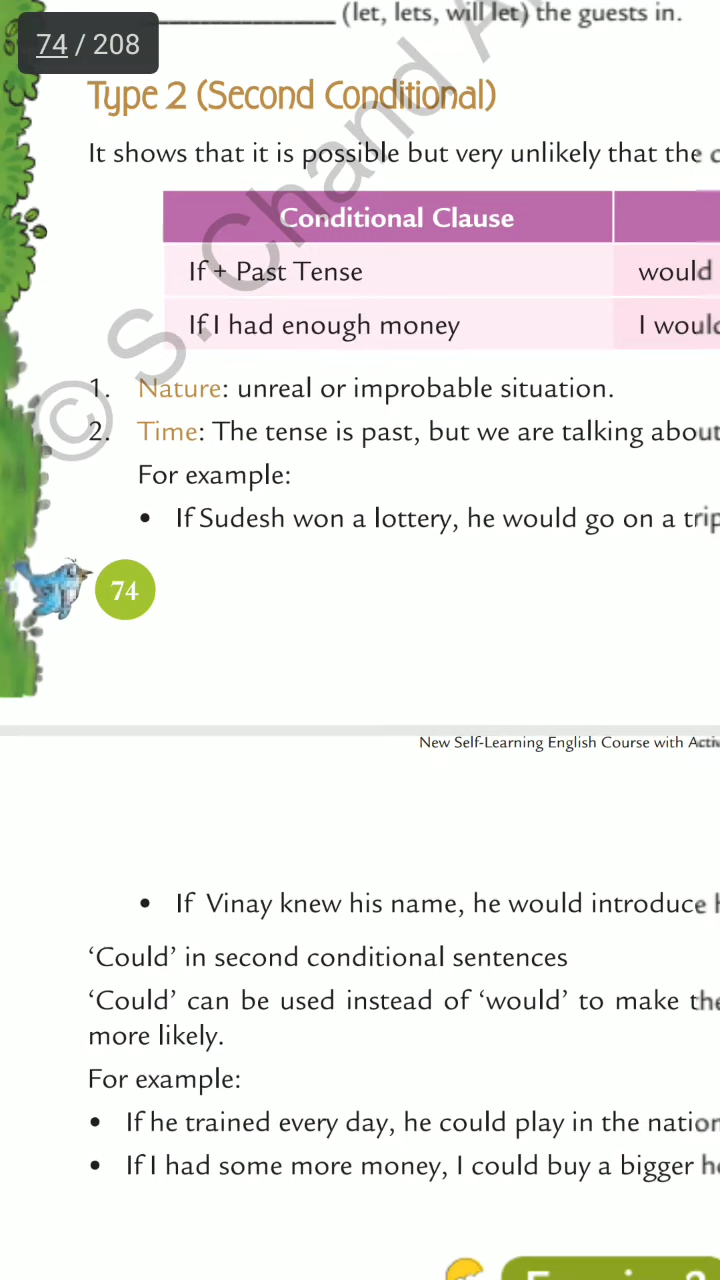 (let, lets, will let) the guests in.
74 / 208
Type 2 (Second Conditional)
It shows that it is possible but very unlikely that the
Conditional Clause
If + Past Tense would
If I had enough money I
1. Nature: unreal or improbable situation.
2. Time: The tense is past, but we are talking about
For example:
• If Sudesh won a lottery, he would go on a
© S. Chand
74
New Self-Learning English Course with
• If Vinay knew his name, he would introduce
‘Could’ in second conditional sentences
‘Could’ can be used instead of ‘would’ to make
more likely.
For example:
• If he trained every day, he could play in the
• If I had some more money, I could buy a bigger